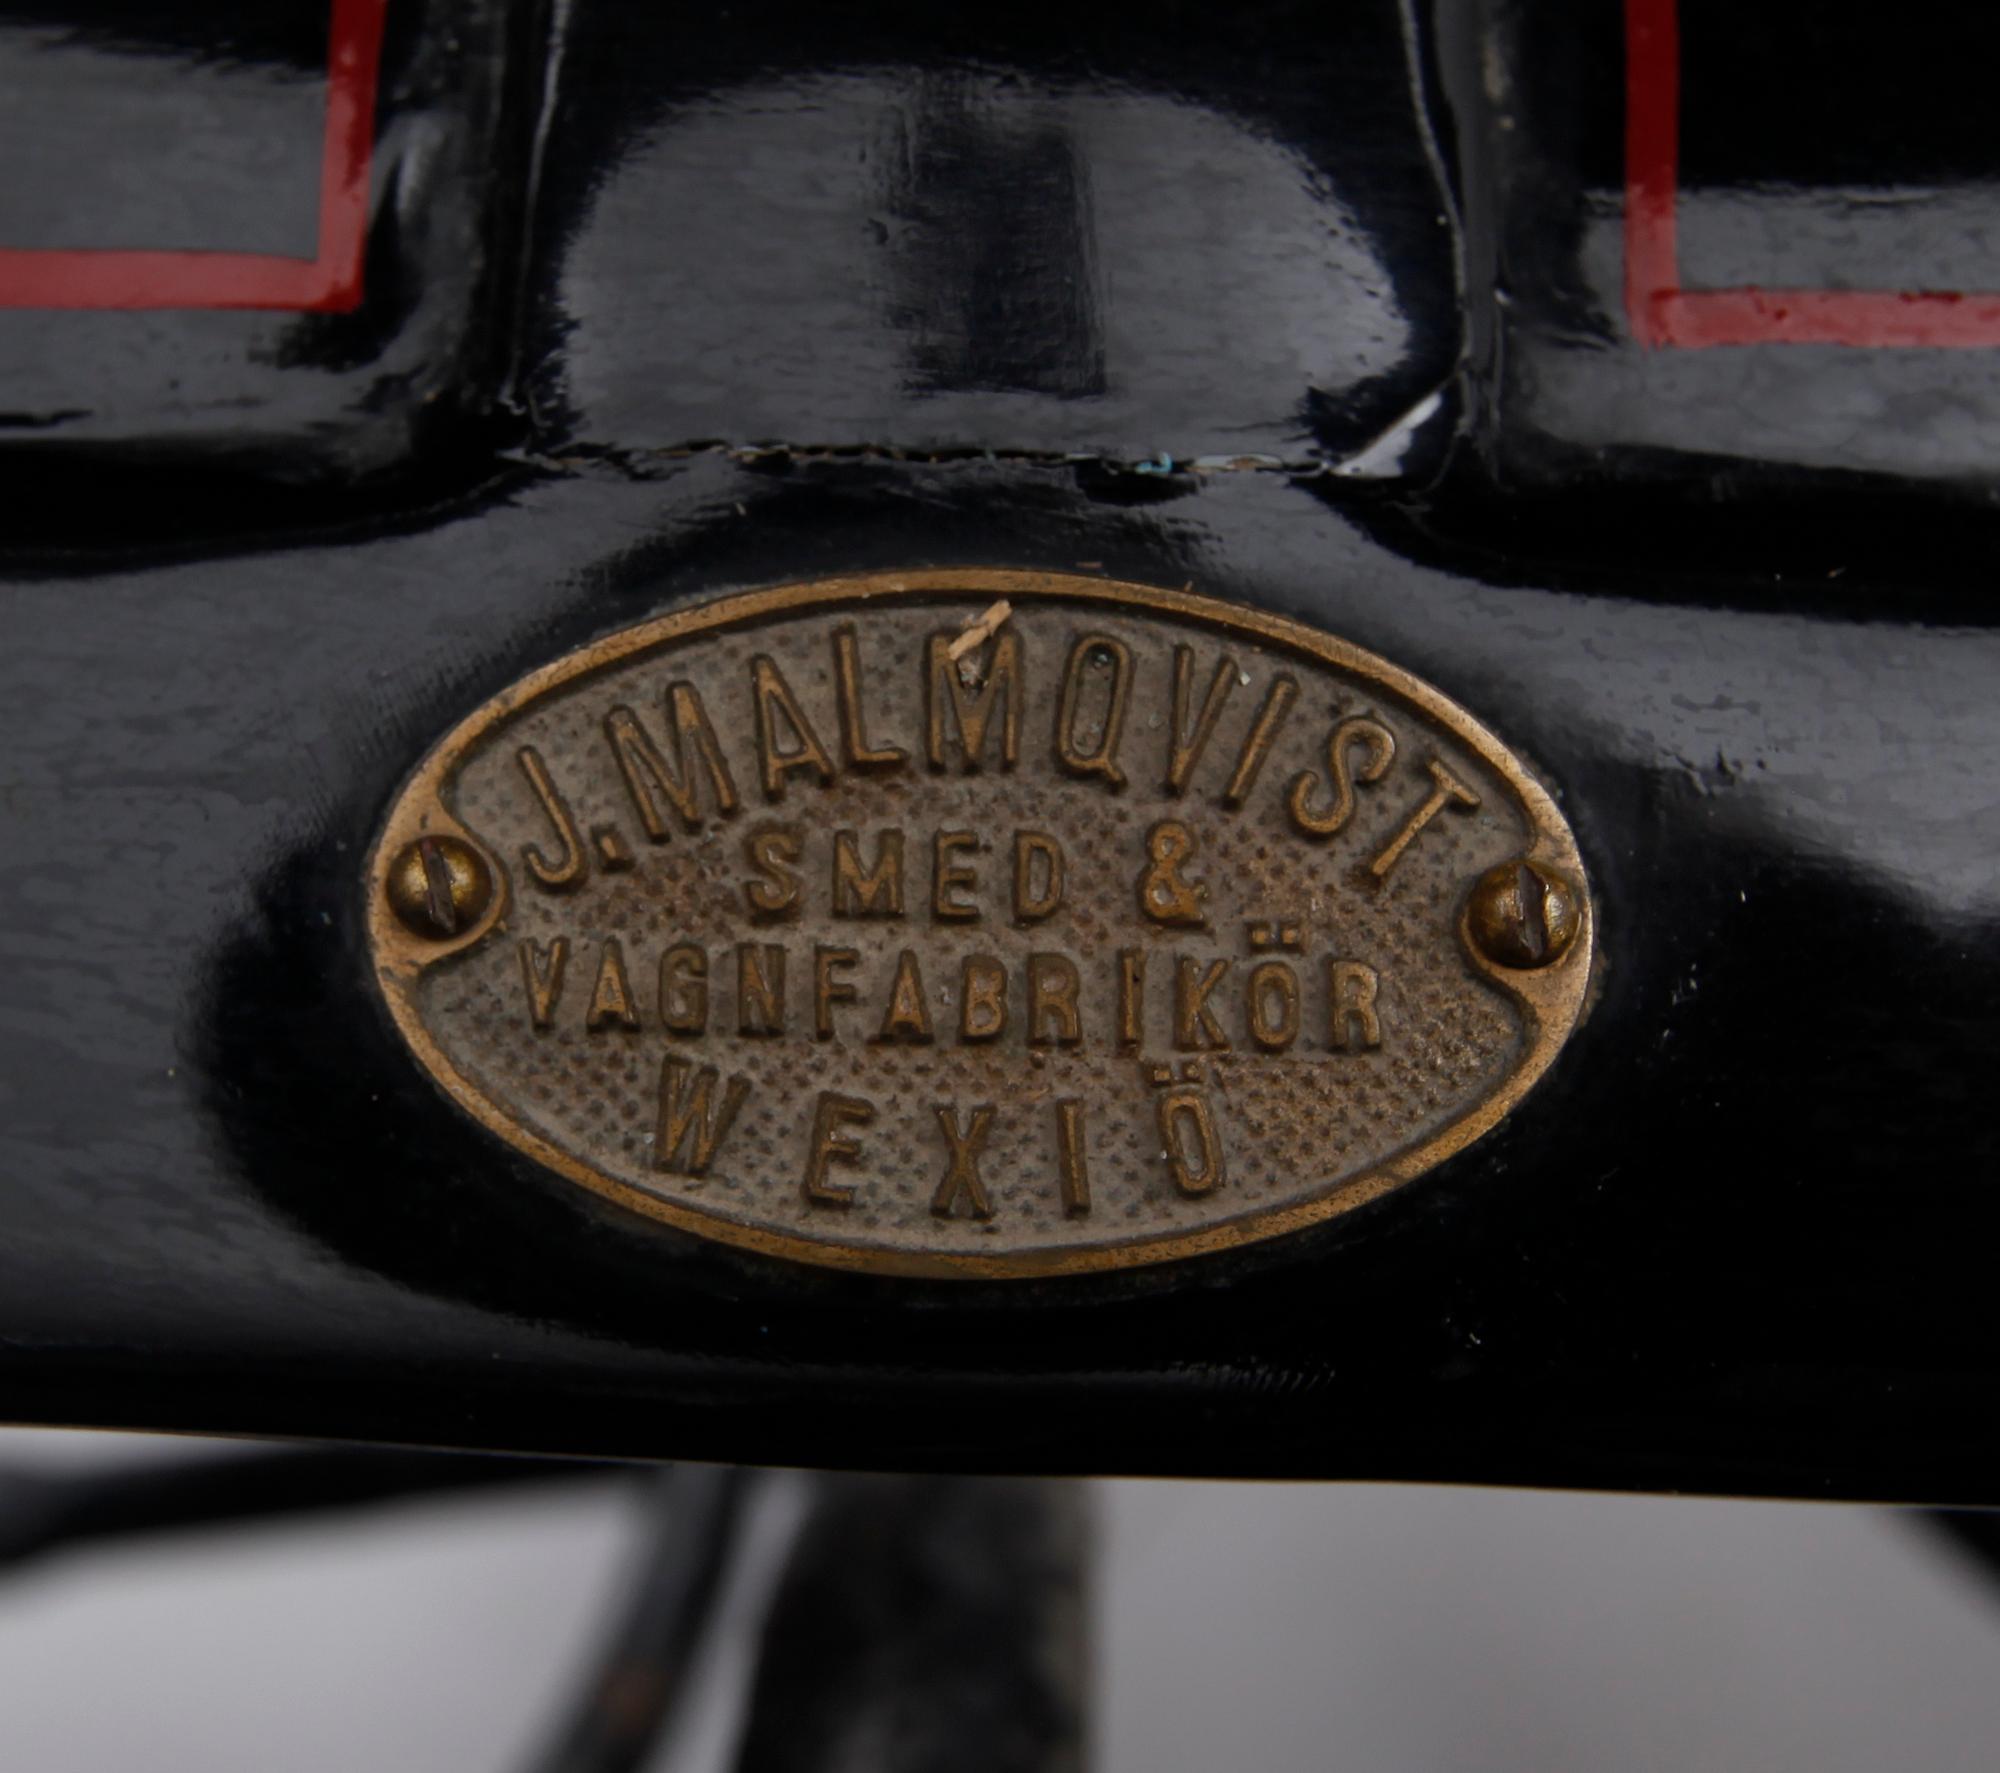 J. MALMQVIST
SMED &
VAGNFABRIKÖR
WEXIÖ